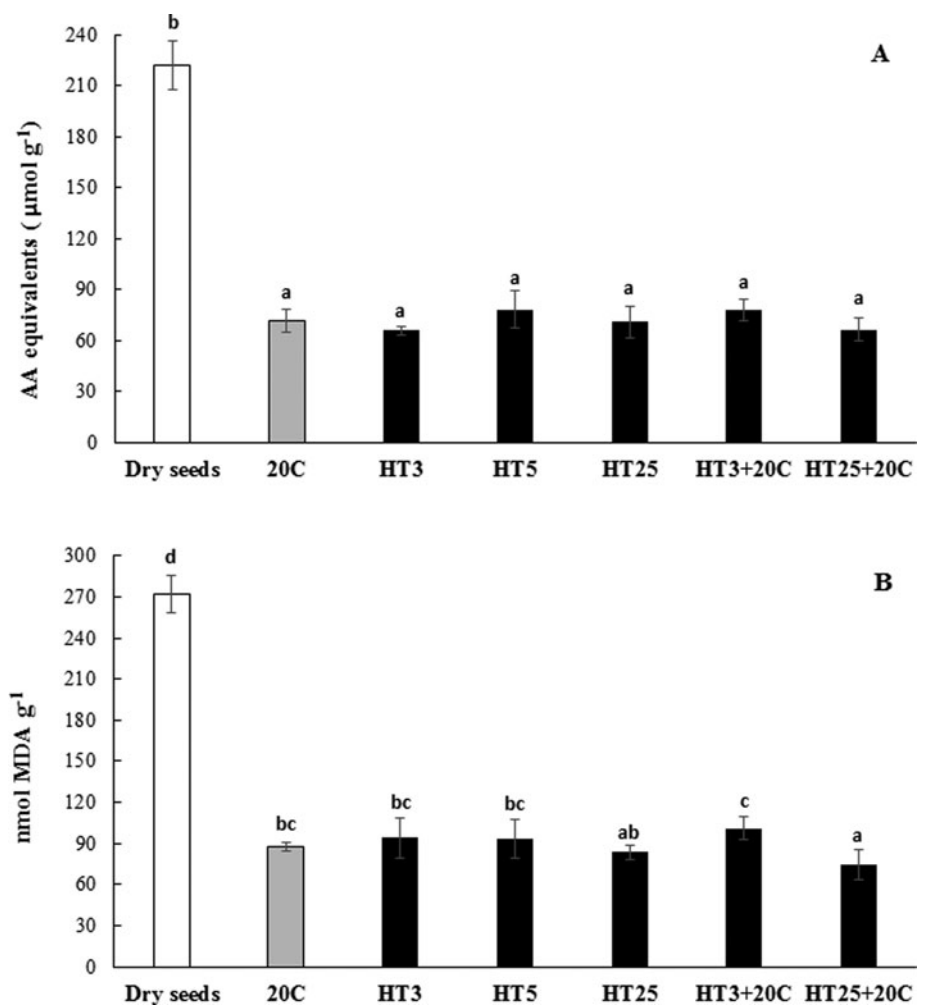 A
AA equivalents ( µmol g-1)
240
210
180
150
120
90
60
30
0
b
a
a
a
a
a
a
Dry seeds 20C HT3 HT5 HT25 HT3+20C HT25+20C
B
nmol MDA g-1
300
270
240
210
180
150
120
90
60
30
0
d
bc
bc
bc
ab
c
a
Dry seeds 20C HT3 HT5 HT25 HT3+20C HT25+20C